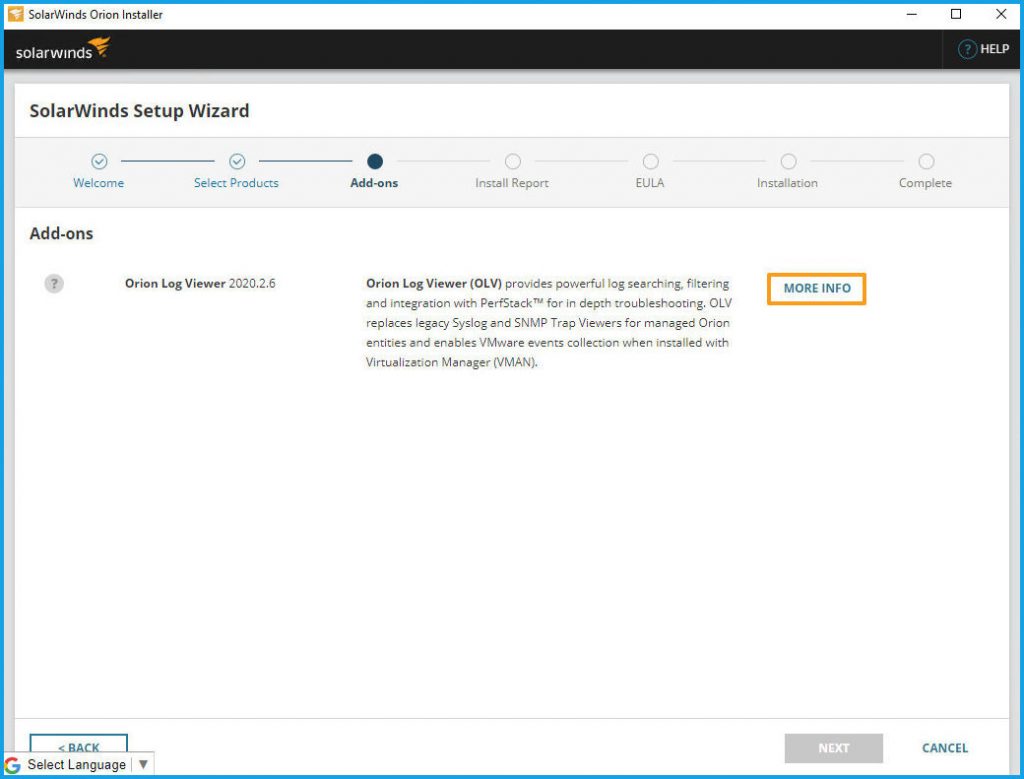 SolarWinds Orion Installer
solarwinds
? HELP
SolarWinds Setup Wizard
Welcome
Select Products
Add-ons
Install Report
EULA
Installation
Complete
Add-ons
?
Orion Log Viewer 2020.2.6
Orion Log Viewer (OLV) provides powerful log searching, filtering
and integration with PerfStack™ for in depth troubleshooting. OLV
replaces legacy Syslog and SNMP Trap Viewers for managed Orion
entities and enables VMware events collection when installed with
Virtualization Manager (VMAN).
MORE INFO
< BACK
NEXT
CANCEL
G Select Language ▼